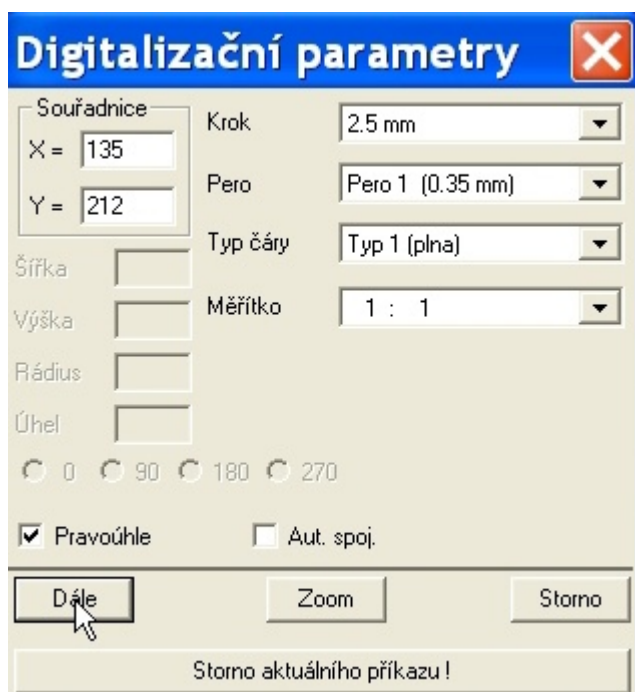 Digitalizační parametry
Souřadnice
X = 135
Y = 212
Krok 2.5 mm
Pero Pero 1 (0.35 mm)
Typ čáry Typ 1 (plna)
Měřítko 1 : 1
Šířka
Výška
Rádius
Úhel
0 90 180 270
Pravoúhle Aut. spoj.
Dále Zoom Storno
Storno aktuálního příkazu !